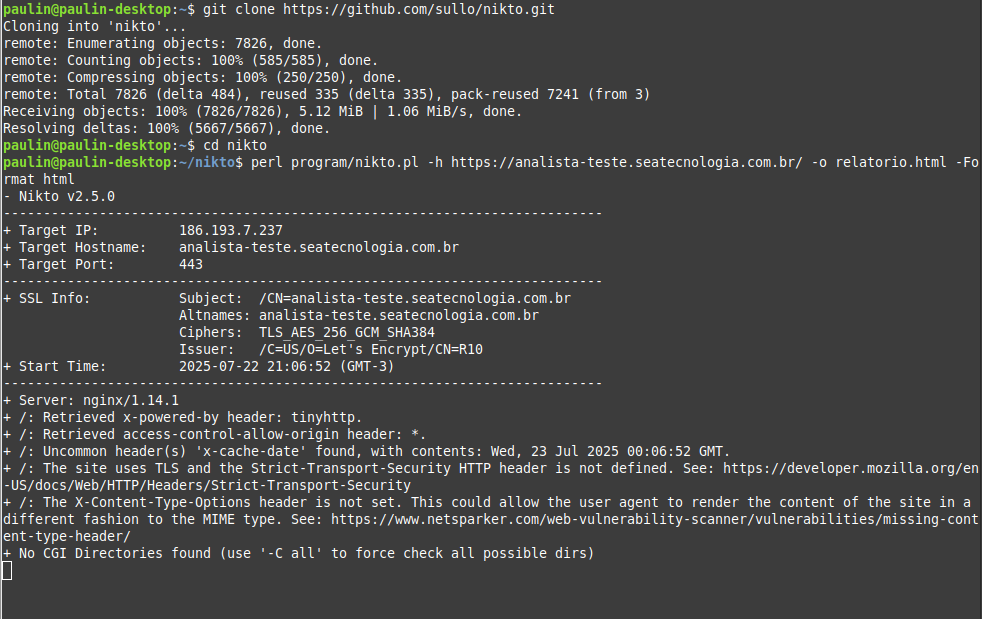 paulin@paulin-desktop:~$ git clone https://github.com/sullo/nikto.git
Cloning into 'nikto'...
remote: Enumerating objects: 7826, done.
remote: Counting objects: 100% (585/585), done.
remote: Compressing objects: 100% (250/250), done.
remote: Total 7826 (delta 484), reused 335 (delta 335), pack-reused 7241 (from 3)
Receiving objects: 100% (7826/7826), 5.12 MiB | 1.06 MiB/s, done.
Resolving deltas: 100% (5667/5667), done.
paulin@paulin-desktop:~$ cd nikto
paulin@paulin-desktop:~/nikto$ perl program/nikto.pl -h https://analista-teste.seatecnologia.com.br/ -o relatorio.html -Fo
rmat html
- Nikto v2.5.0
---------------------------------------------------------------------------
+ Target IP:          186.193.7.237
+ Target Hostname:    analista-teste.seatecnologia.com.br
+ Target Port:        443
---------------------------------------------------------------------------
+ SSL Info:           Subject:  /CN=analista-teste.seatecnologia.com.br
                      Altnames: analista-teste.seatecnologia.com.br
                      Ciphers:  TLS_AES_256_GCM_SHA384
                      Issuer:   /C=US/O=Let's Encrypt/CN=R10
+ Start Time:         2025-07-22 21:06:52 (GMT-3)
---------------------------------------------------------------------------
+ Server: nginx/1.14.1
+ /: Retrieved x-powered-by header: tinyhttp.
+ /: Retrieved access-control-allow-origin header: *.
+ /: Uncommon header(s) 'x-cache-date' found, with contents: Wed, 23 Jul 2025 00:06:52 GMT.
+ /: The site uses TLS and the Strict-Transport-Security HTTP header is not defined. See: https://developer.mozilla.org/en
-US/docs/Web/HTTP/Headers/Strict-Transport-Security
+ /: The X-Content-Type-Options header is not set. This could allow the user agent to render the content of the site in a
different fashion to the MIME type. See: https://www.netsparker.com/web-vulnerability-scanner/vulnerabilities/missing-cont
ent-type-header/
+ No CGI Directories found (use '-C all' to force check all possible dirs)